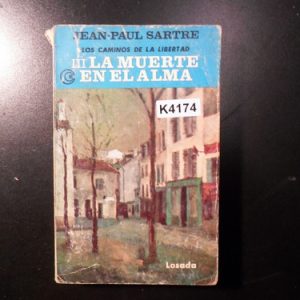 JEAN-PAUL SARTRE
LOS CAMINOS DE LA LIBERTAD
III LA MUERTE
EN EL ALMA
K4174
Losada